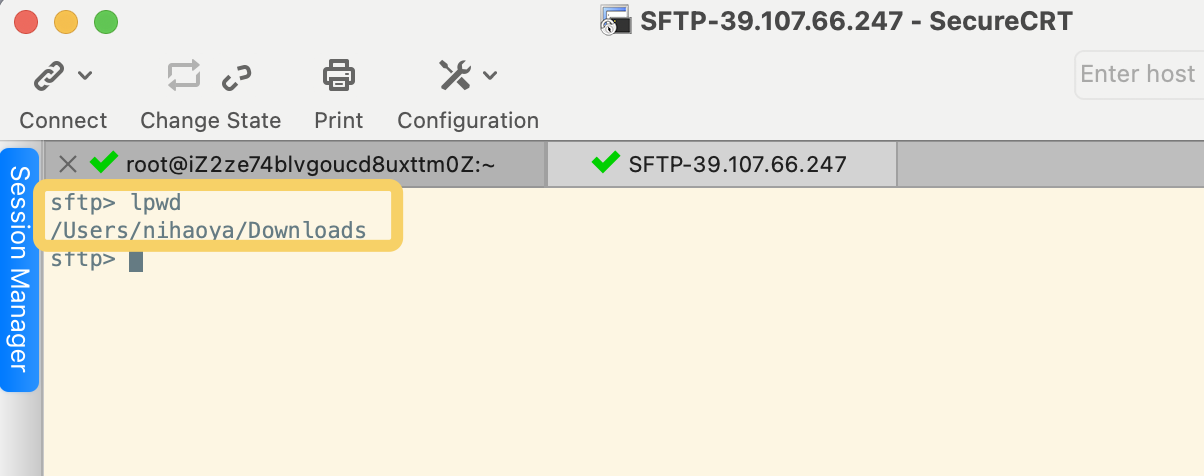 SFTP-39.107.66.247 - SecureCRT
Enter host
Connect Change State Print Configuration
root@iZ2ze74blvgoucd8uxttm0Z:~ SFTP-39.107.66.247
Session Manager
sftp> lpwd
/Users/nihaoya/Downloads
sftp>